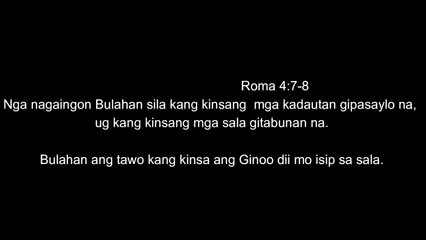 Roma 4:7-8
Nga nagaingon Bulahan sila kang kinsang mga kadautan gipasaylo na,
ug kang kinsang mga sala gitabunan na.
Bulahan ang tawo kang kinsa ang Ginoo dii mo isip sa sala.